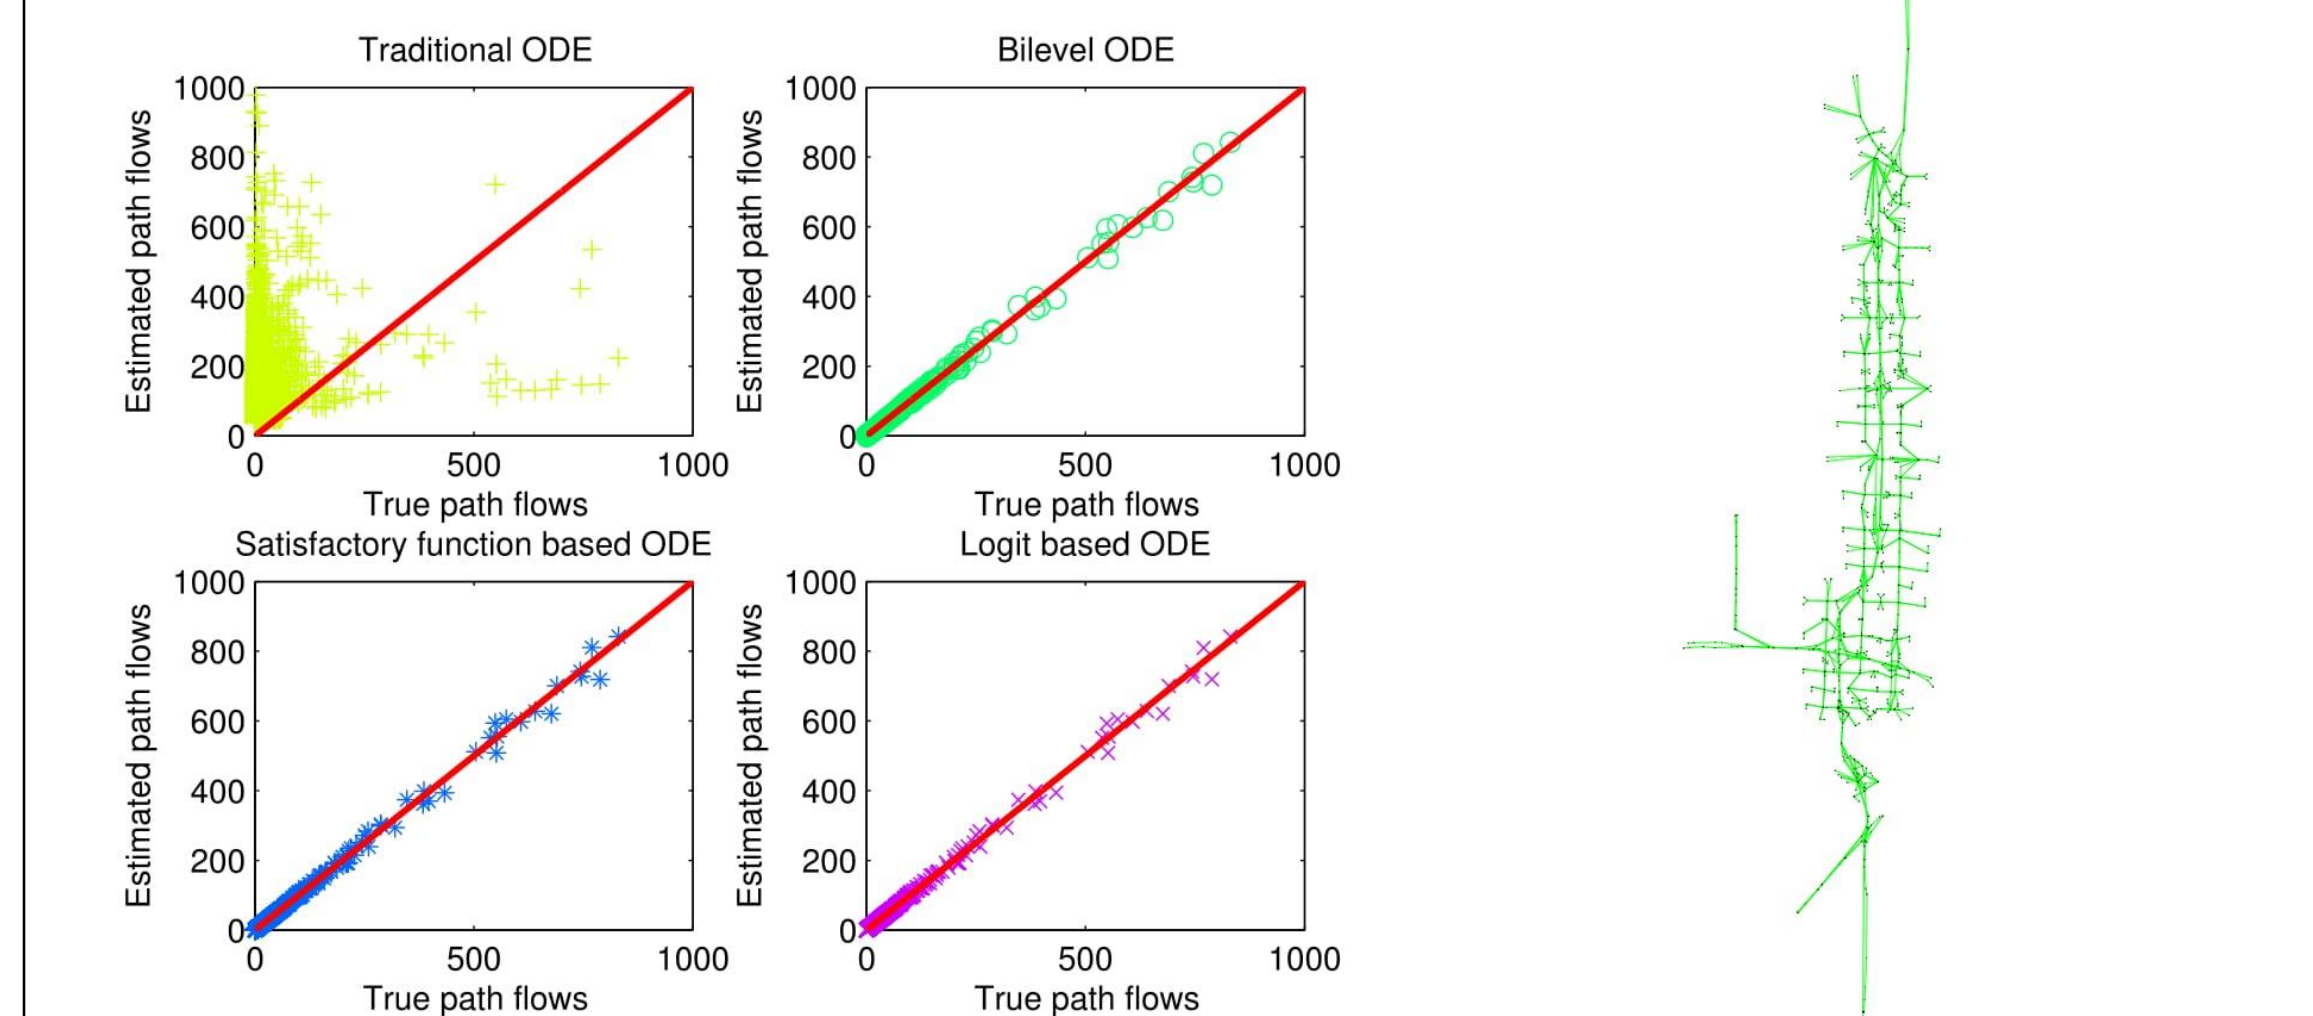 Traditional ODE
1000
800
600
400
200
0
0 500 1000
Estimated path flows
True path flows
Bilevel ODE
1000
800
600
400
200
0
0 500 1000
Estimated path flows
True path flows
Satisfactory function based ODE
1000
800
600
400
200
0
0 500 1000
Estimated path flows
True path flows
Logit based ODE
1000
800
600
400
200
0
0 500 1000
Estimated path flows
True path flows